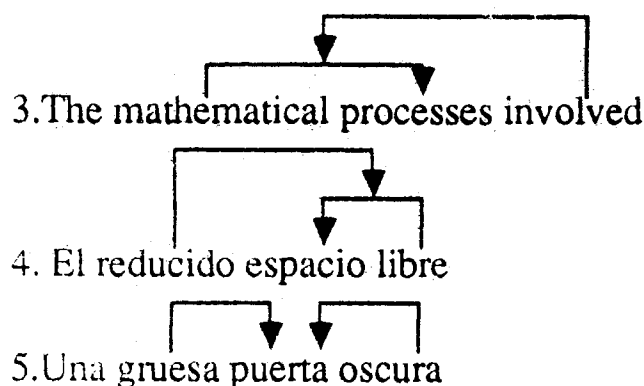 3.The mathematical processes involved
4. El reducido espacio libre
5.Una gruesa puerta oscura